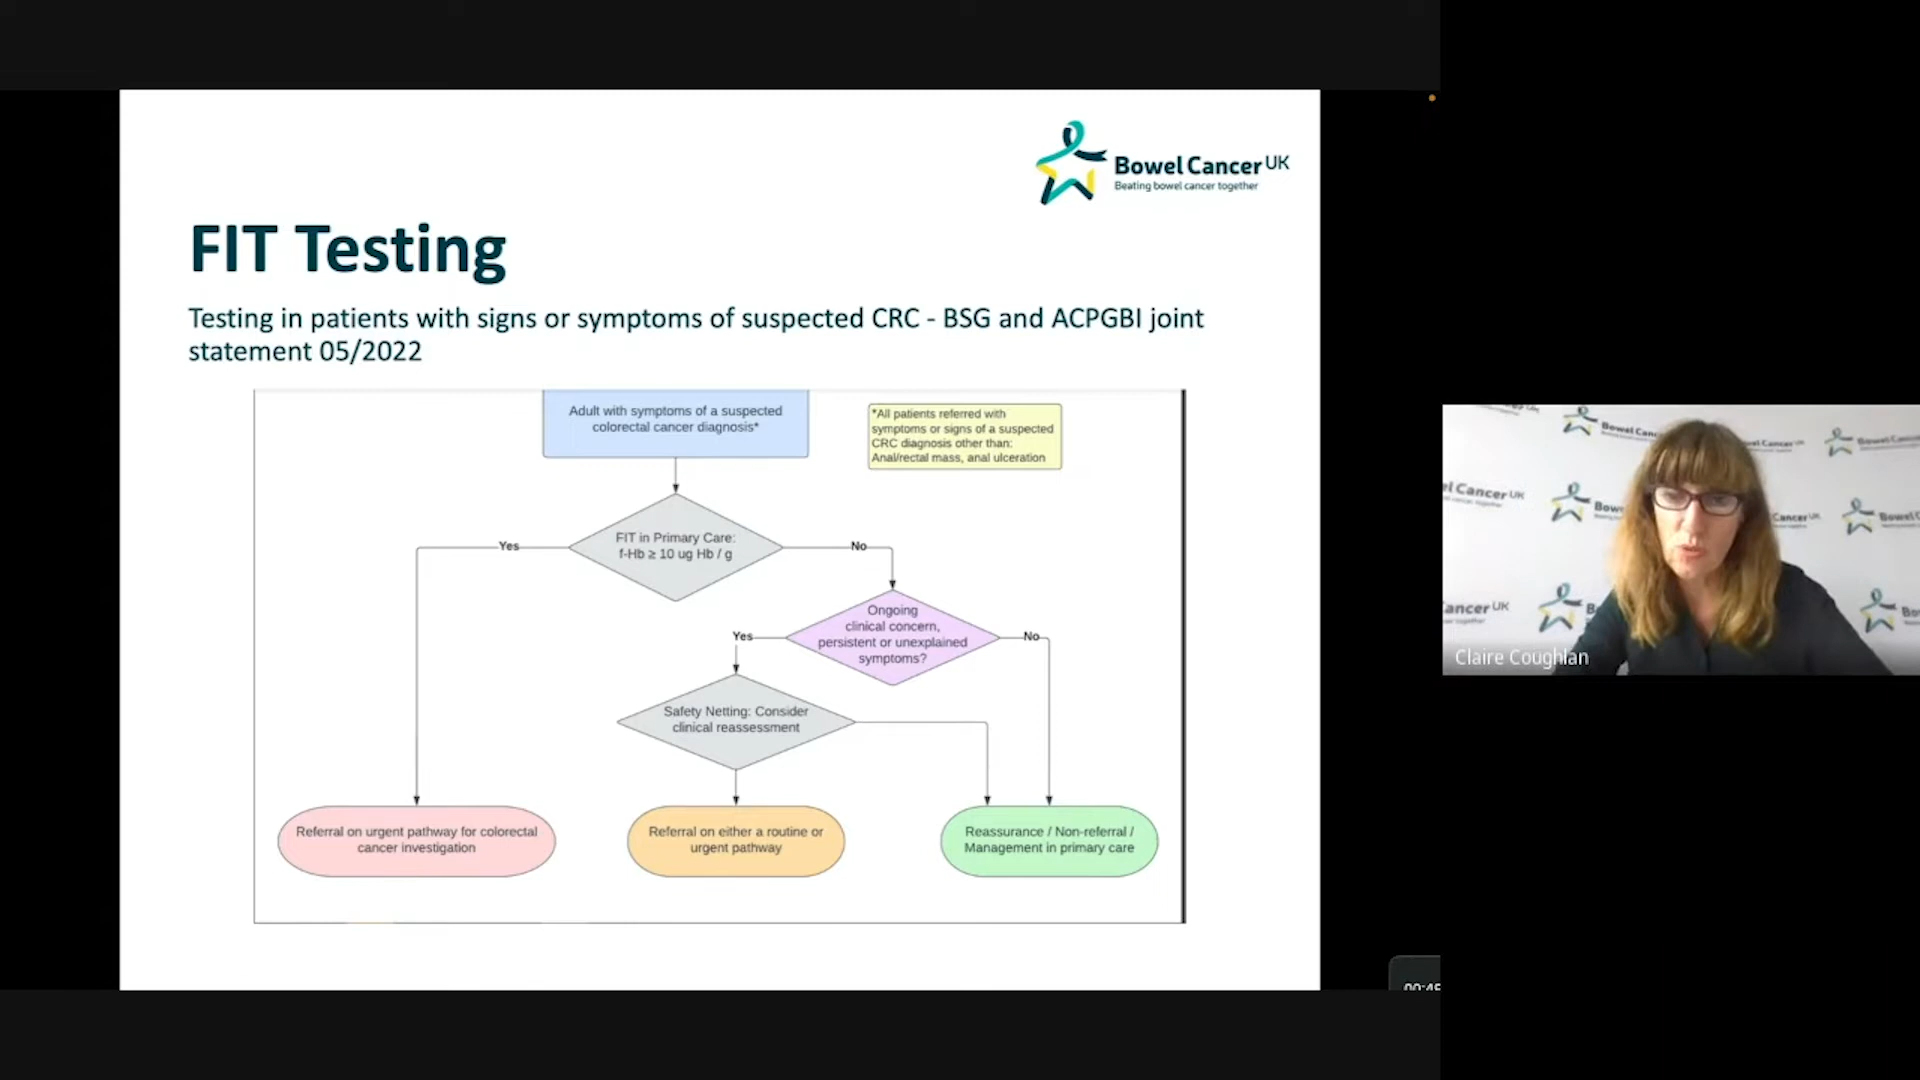 Bowel Cancer UK
Beating bowel cancer together
FIT Testing
Testing in patients with signs or symptoms of suspected CRC - BSG and ACPGBI joint
statement 05/2022
Adult with symptoms of a suspected
colorectal cancer diagnosis*
*All patients referred with
symptoms or signs of a suspected
CRC diagnosis other than:
Anal/rectal mass, anal ulceration
FIT in Primary Care:
f-Hb ≥ 10 ug Hb / g
Yes
No
Ongoing
clinical concern,
persistent or unexplained
symptoms?
Yes
No
Safety Netting: Consider
clinical reassessment
Referral on urgent pathway for colorectal
cancer investigation
Referral on either a routine or
urgent pathway
Reassurance / Non-referral /
Management in primary care
Claire Coughlan